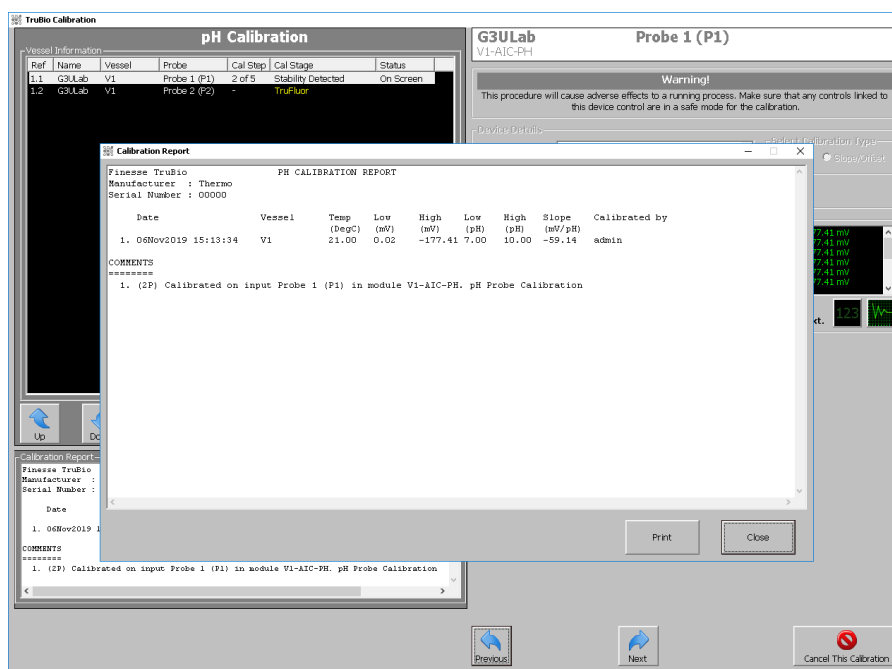 TruBio Calibration
pH Calibration
Vessel Information
Ref Name Vessel Probe Cal Step Cal Stage Status
1.1 G3ULab V1 Probe 1 (P1) 2 of 5 Stability Detected On Screen
1.2 G3ULab V1 Probe 2 (P2) - TruFluor
G3ULab Probe 1 (P1)
V1-AIC-PH
Warning!
This procedure will cause adverse effects to a running process. Make sure that any controls linked to
this device control are in a safe mode for the calibration.
Device Details
Select Calibration Type
Slope/Offset
Calibration Report
Finesse TruBio PH CALIBRATION REPORT
Manufacturer : Thermo
Serial Number : 00000
Date Vessel Temp Low High Low High Slope Calibrated by
(DegC) (mV) (mV) (pH) (pH) (mV/pH)
1. 06Nov2019 15:13:34 V1 21.00 0.02 -177.41 7.00 10.00 -59.14 admin
COMMENTS
========
1. (2P) Calibrated on input Probe 1 (P1) in module V1-AIC-PH. pH Probe Calibration
77.41 mV
77.41 mV
77.41 mV
77.41 mV
77.41 mV
77.41 mV
xt. 123
Up
Do
Print
Close
Calibration Report
Finesse TruBio
Manufacturer :
Serial Number :
Date
1. 06Nov2019 1
COMMENTS
========
1. (2P) Calibrated on input Probe 1 (P1) in module V1-AIC-PH. pH Probe Calibration
Previous
Next
Cancel This Calibration